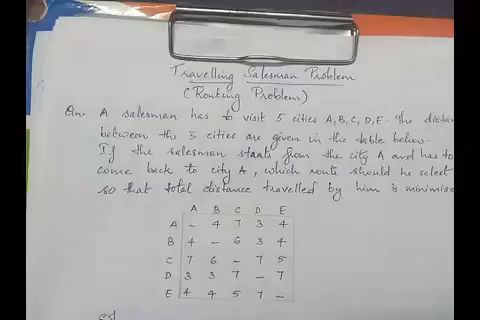 Travelling Salesman Problem
(Routing Problem)
Qn. A salesman has to visit 5 cities A, B, C, D, E. The distan
between the 5 cities are given in the table below.
If the salesman starts from the city A and has to
come back to city A, which route should he select
so that total distance travelled by him is minimise
A B C D E
A - 4 7 3 4
B 4 - 6 3 4
C 7 6 - 7 5
D 3 3 7 - 7
E 4 4 5 7 -